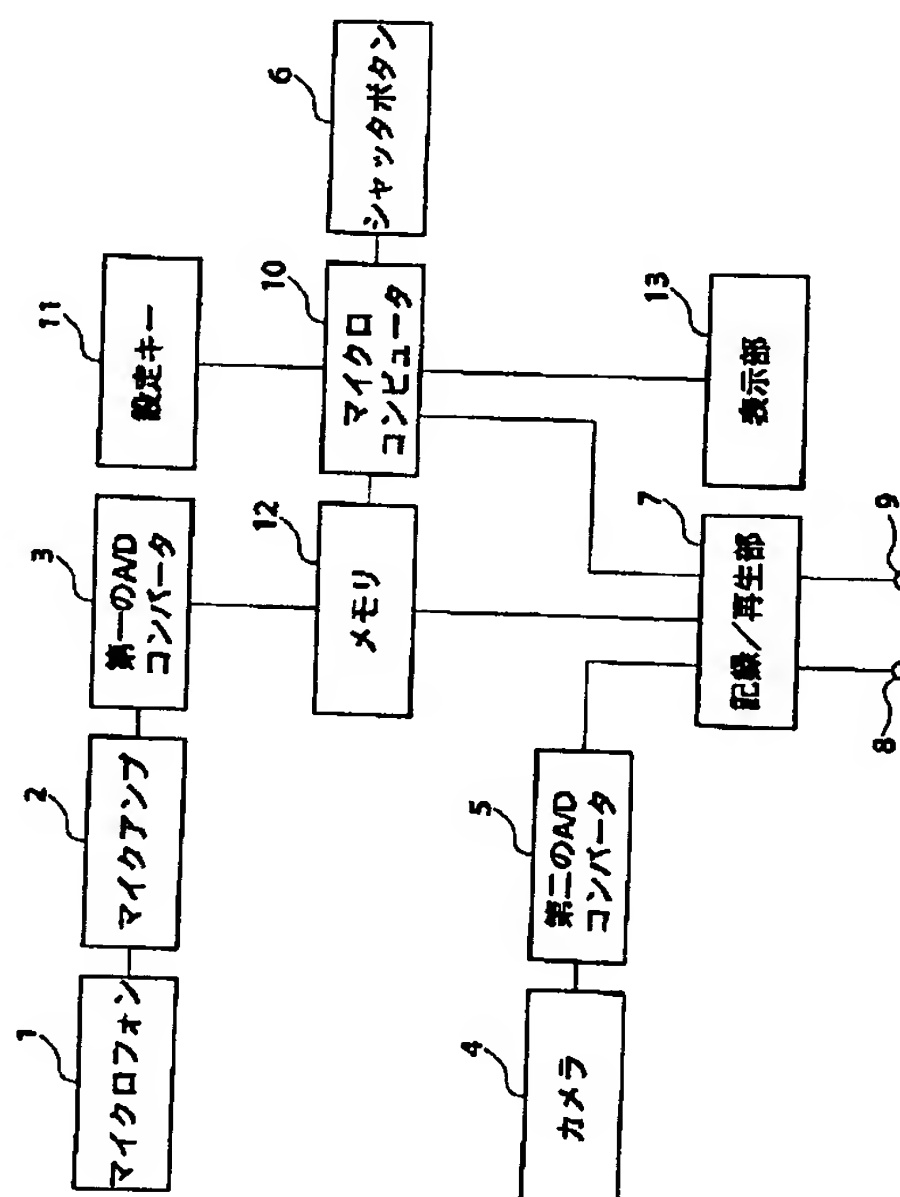 1
マイクロフォン
2
マイクアンプ
3
第一のA/D
コンバータ
11
設定キー
12
メモリ
10
マイクロ
コンピュータ
6
シャッタボタン
4
カメラ
5
第二のA/D
コンバータ
7
記録/再生部
13
表示部
8
9